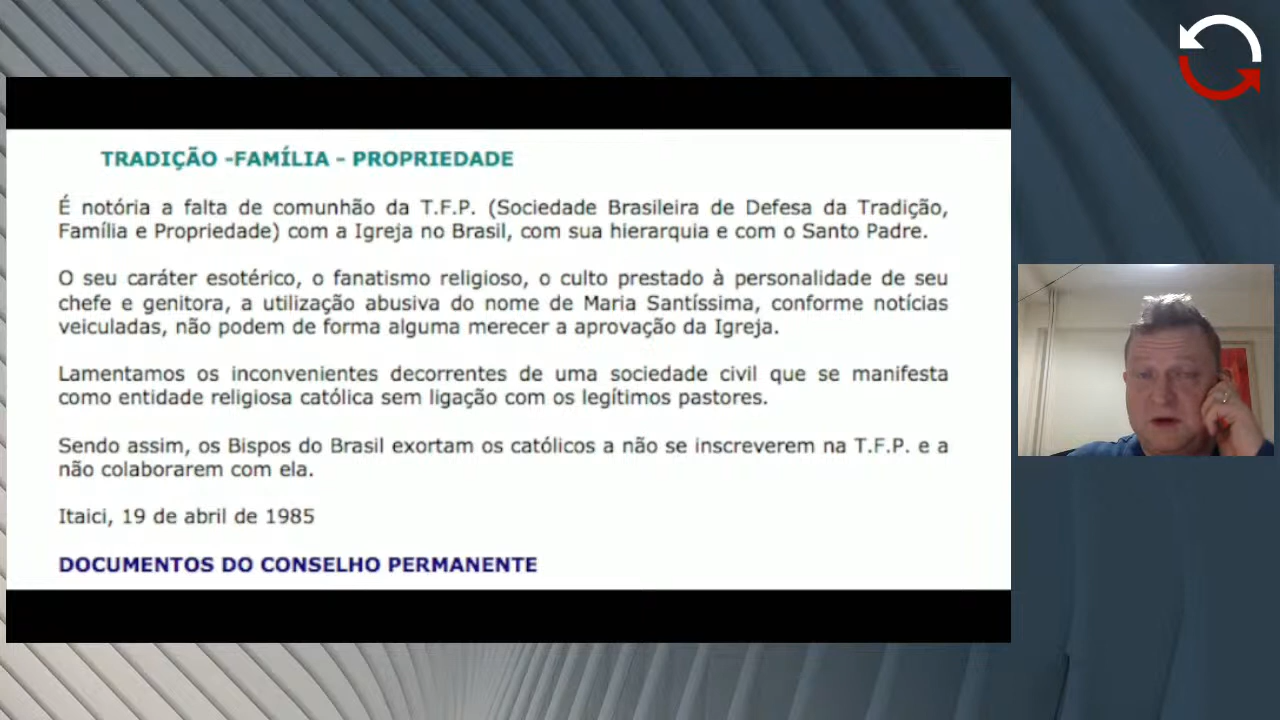 TRADIÇÃO -FAMÍLIA - PROPRIEDADE
É notória a falta de comunhão da T.F.P. (Sociedade Brasileira de Defesa da Tradição,
Família e Propriedade) com a Igreja no Brasil, com sua hierarquia e com o Santo Padre.
O seu caráter esotérico, o fanatismo religioso, o culto prestado à personalidade de seu
chefe e genitora, a utilização abusiva do nome de Maria Santíssima, conforme notícias
veiculadas, não podem de forma alguma merecer a aprovação da Igreja.
Lamentamos os inconvenientes decorrentes de uma sociedade civil que se manifesta
como entidade religiosa católica sem ligação com os legítimos pastores.
Sendo assim, os Bispos do Brasil exortam os católicos a não se inscreverem na T.F.P. e a
não colaborarem com ela.
Itaici, 19 de abril de 1985
DOCUMENTOS DO CONSELHO PERMANENTE